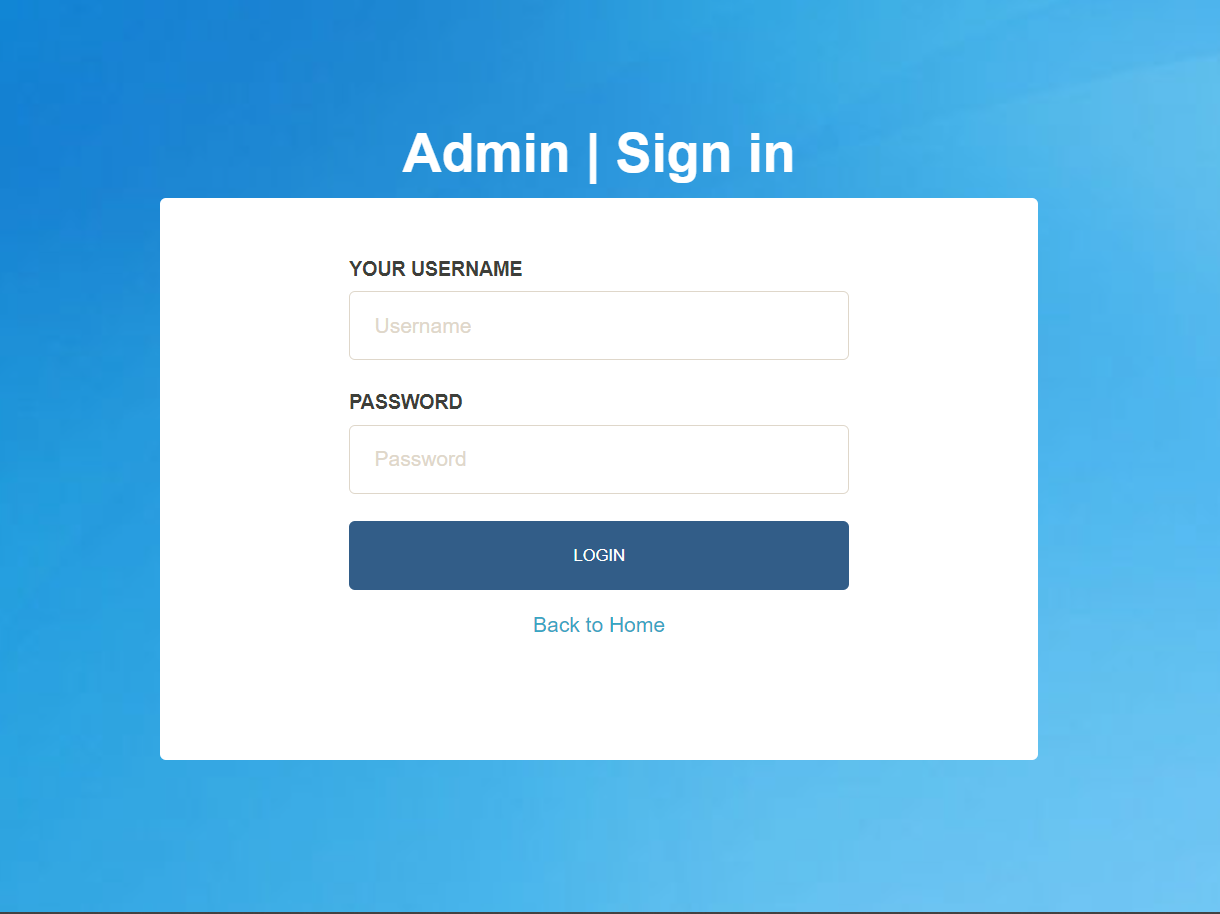 Admin | Sign in
YOUR USERNAME
Username
PASSWORD
Password
LOGIN
Back to Home